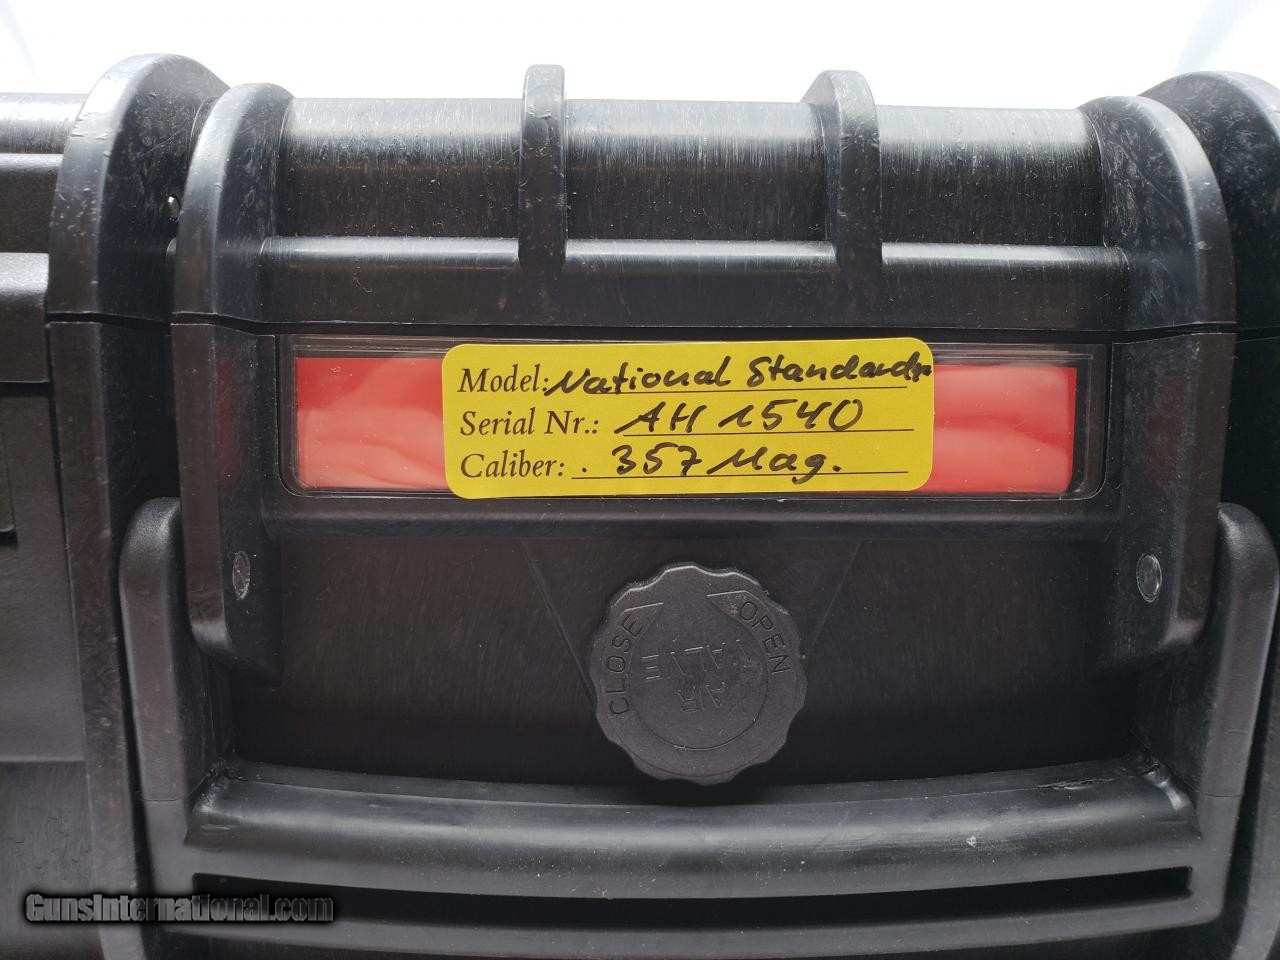 Model: National Standard
Serial Nr.: AH 1540
Caliber: .357 Mag.
CLOSE OPEN
AIR
VALVE
GunsInternational.com